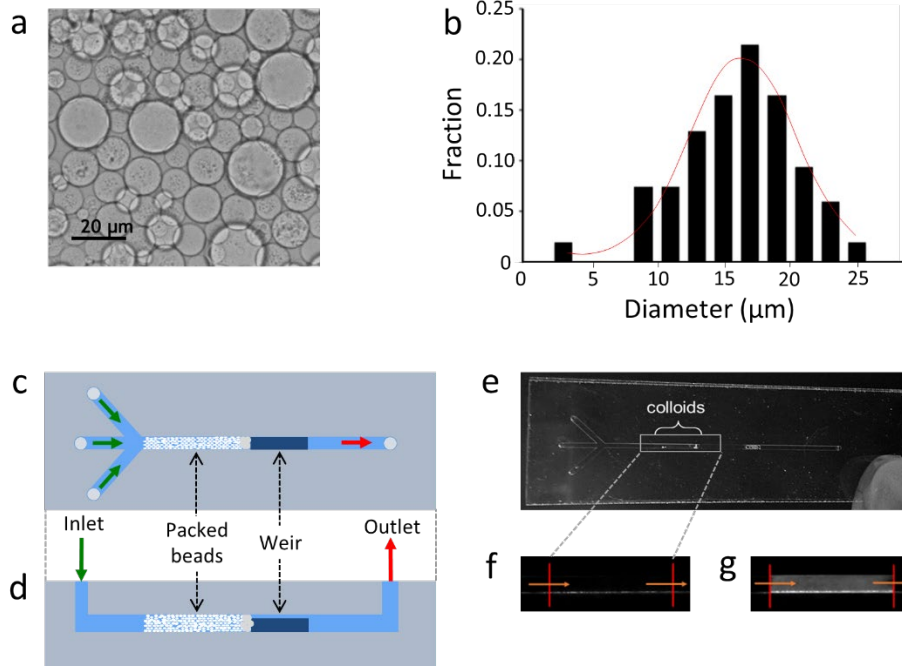 a
20 µm
b
Fraction
0.25
0.20
0.15
0.10
0.05
0
0
5
10
15
20
25
Diameter (µm)
c
Inlet
Packed
beads
Weir
Outlet
d
e
colloids
f
g